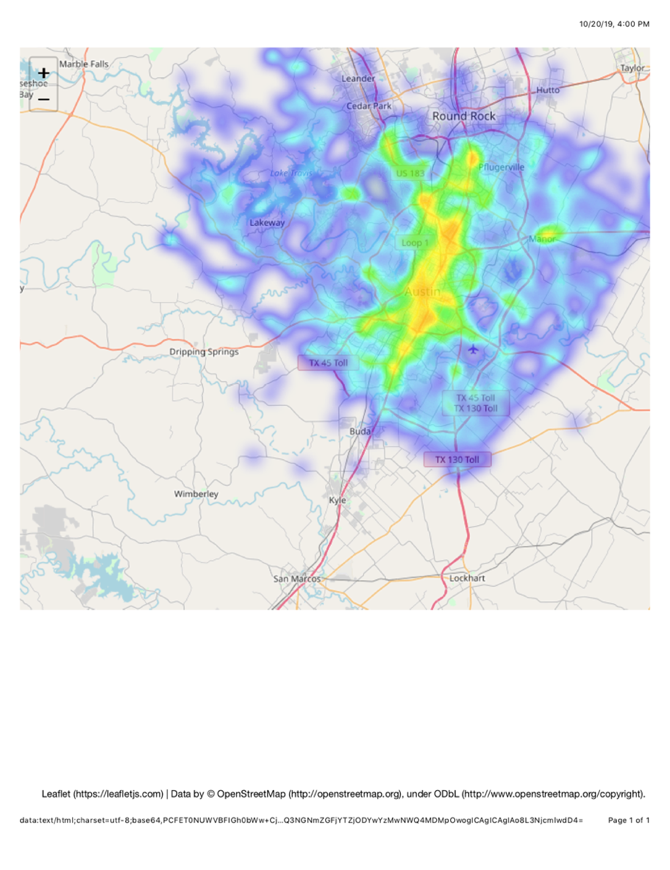 10/20/19, 4:00 PM
+
−
Marble Falls
seshoe
Bay
Leander
Taylor
Hutto
Cedar Park
Round Rock
US 183
Pflugerville
Lakeway
Loop 1
Manor
y
Austin
Dripping Springs
TX 45 Toll
TX 45 Toll
TX 130 Toll
Buda
TX 130 Toll
Wimberley
Kyle
San Marcos
Lockhart
Leaflet (https://leafletjs.com) | Data by © OpenStreetMap (http://openstreetmap.org), under ODbL (http://www.openstreetmap.org/copyright).
Page 1 of 1